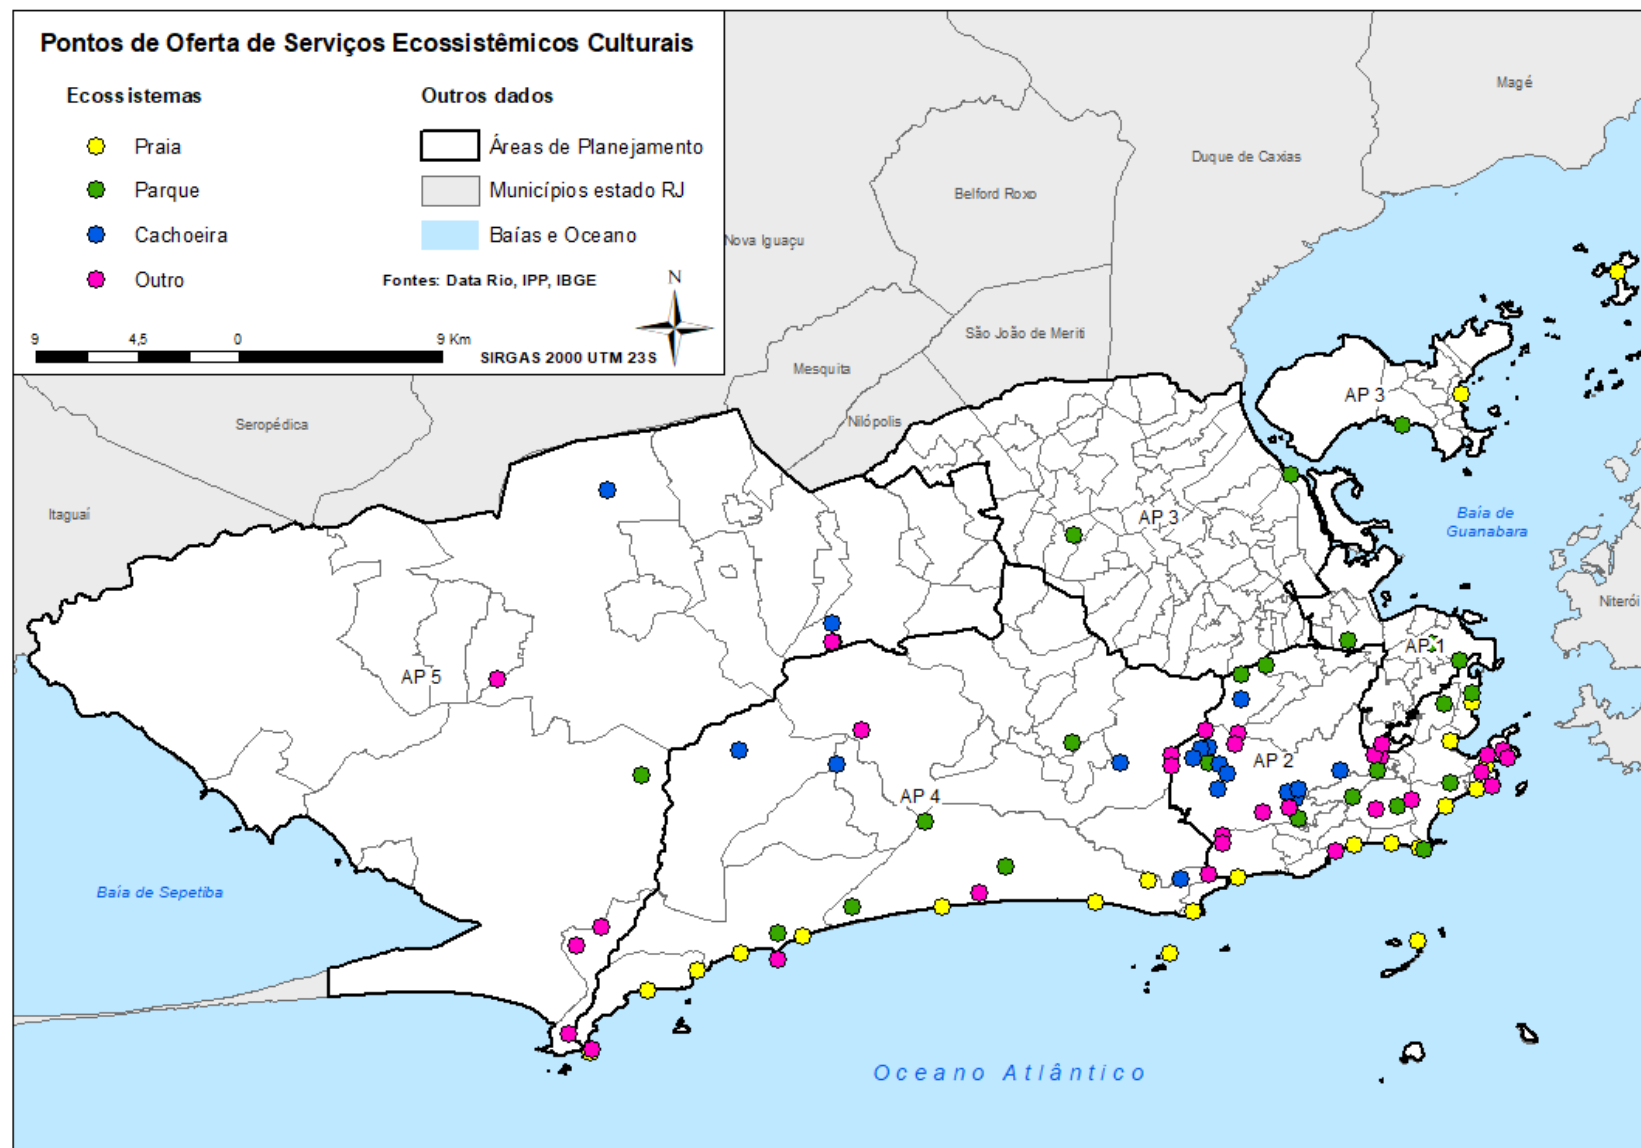 Pontos de Oferta de Serviços Ecossistêmicos Culturais
Ecossistemas
Outros dados
Praia
Áreas de Planejamento
Parque
Municípios estado RJ
Cachoeira
Baías e Oceano
Outro
Fontes: Data Rio, IPP, IBGE
N
9 4,5 0 9 Km
SIRGAS 2000 UTM 23S
Magé
Duque de Caxias
Belford Roxo
Nova Iguaçu
São João de Meriti
Mesquita
Nilópolis
Seropédica
Itaguaí
AP 3
AP 3
Baía de
Guanabara
Niterói
AP 1
AP 5
AP 2
AP 4
Baía de Sepetiba
Oceano Atlântico